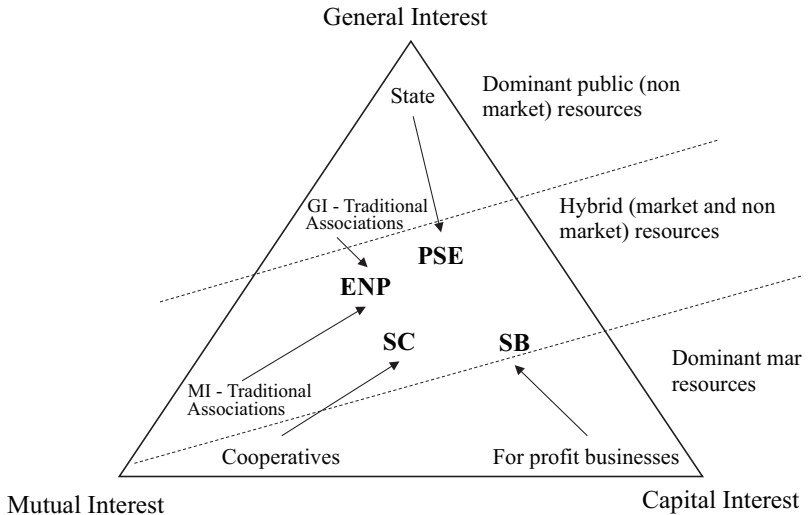 General Interest
State
Dominant public (non
market) resources
GI - Traditional
Associations
Hybrid (market and non
market) resources
PSE
ENP
SC
SB
Dominant mar
resources
MI - Traditional
Associations
Cooperatives
For profit businesses
Mutual Interest
Capital Interest